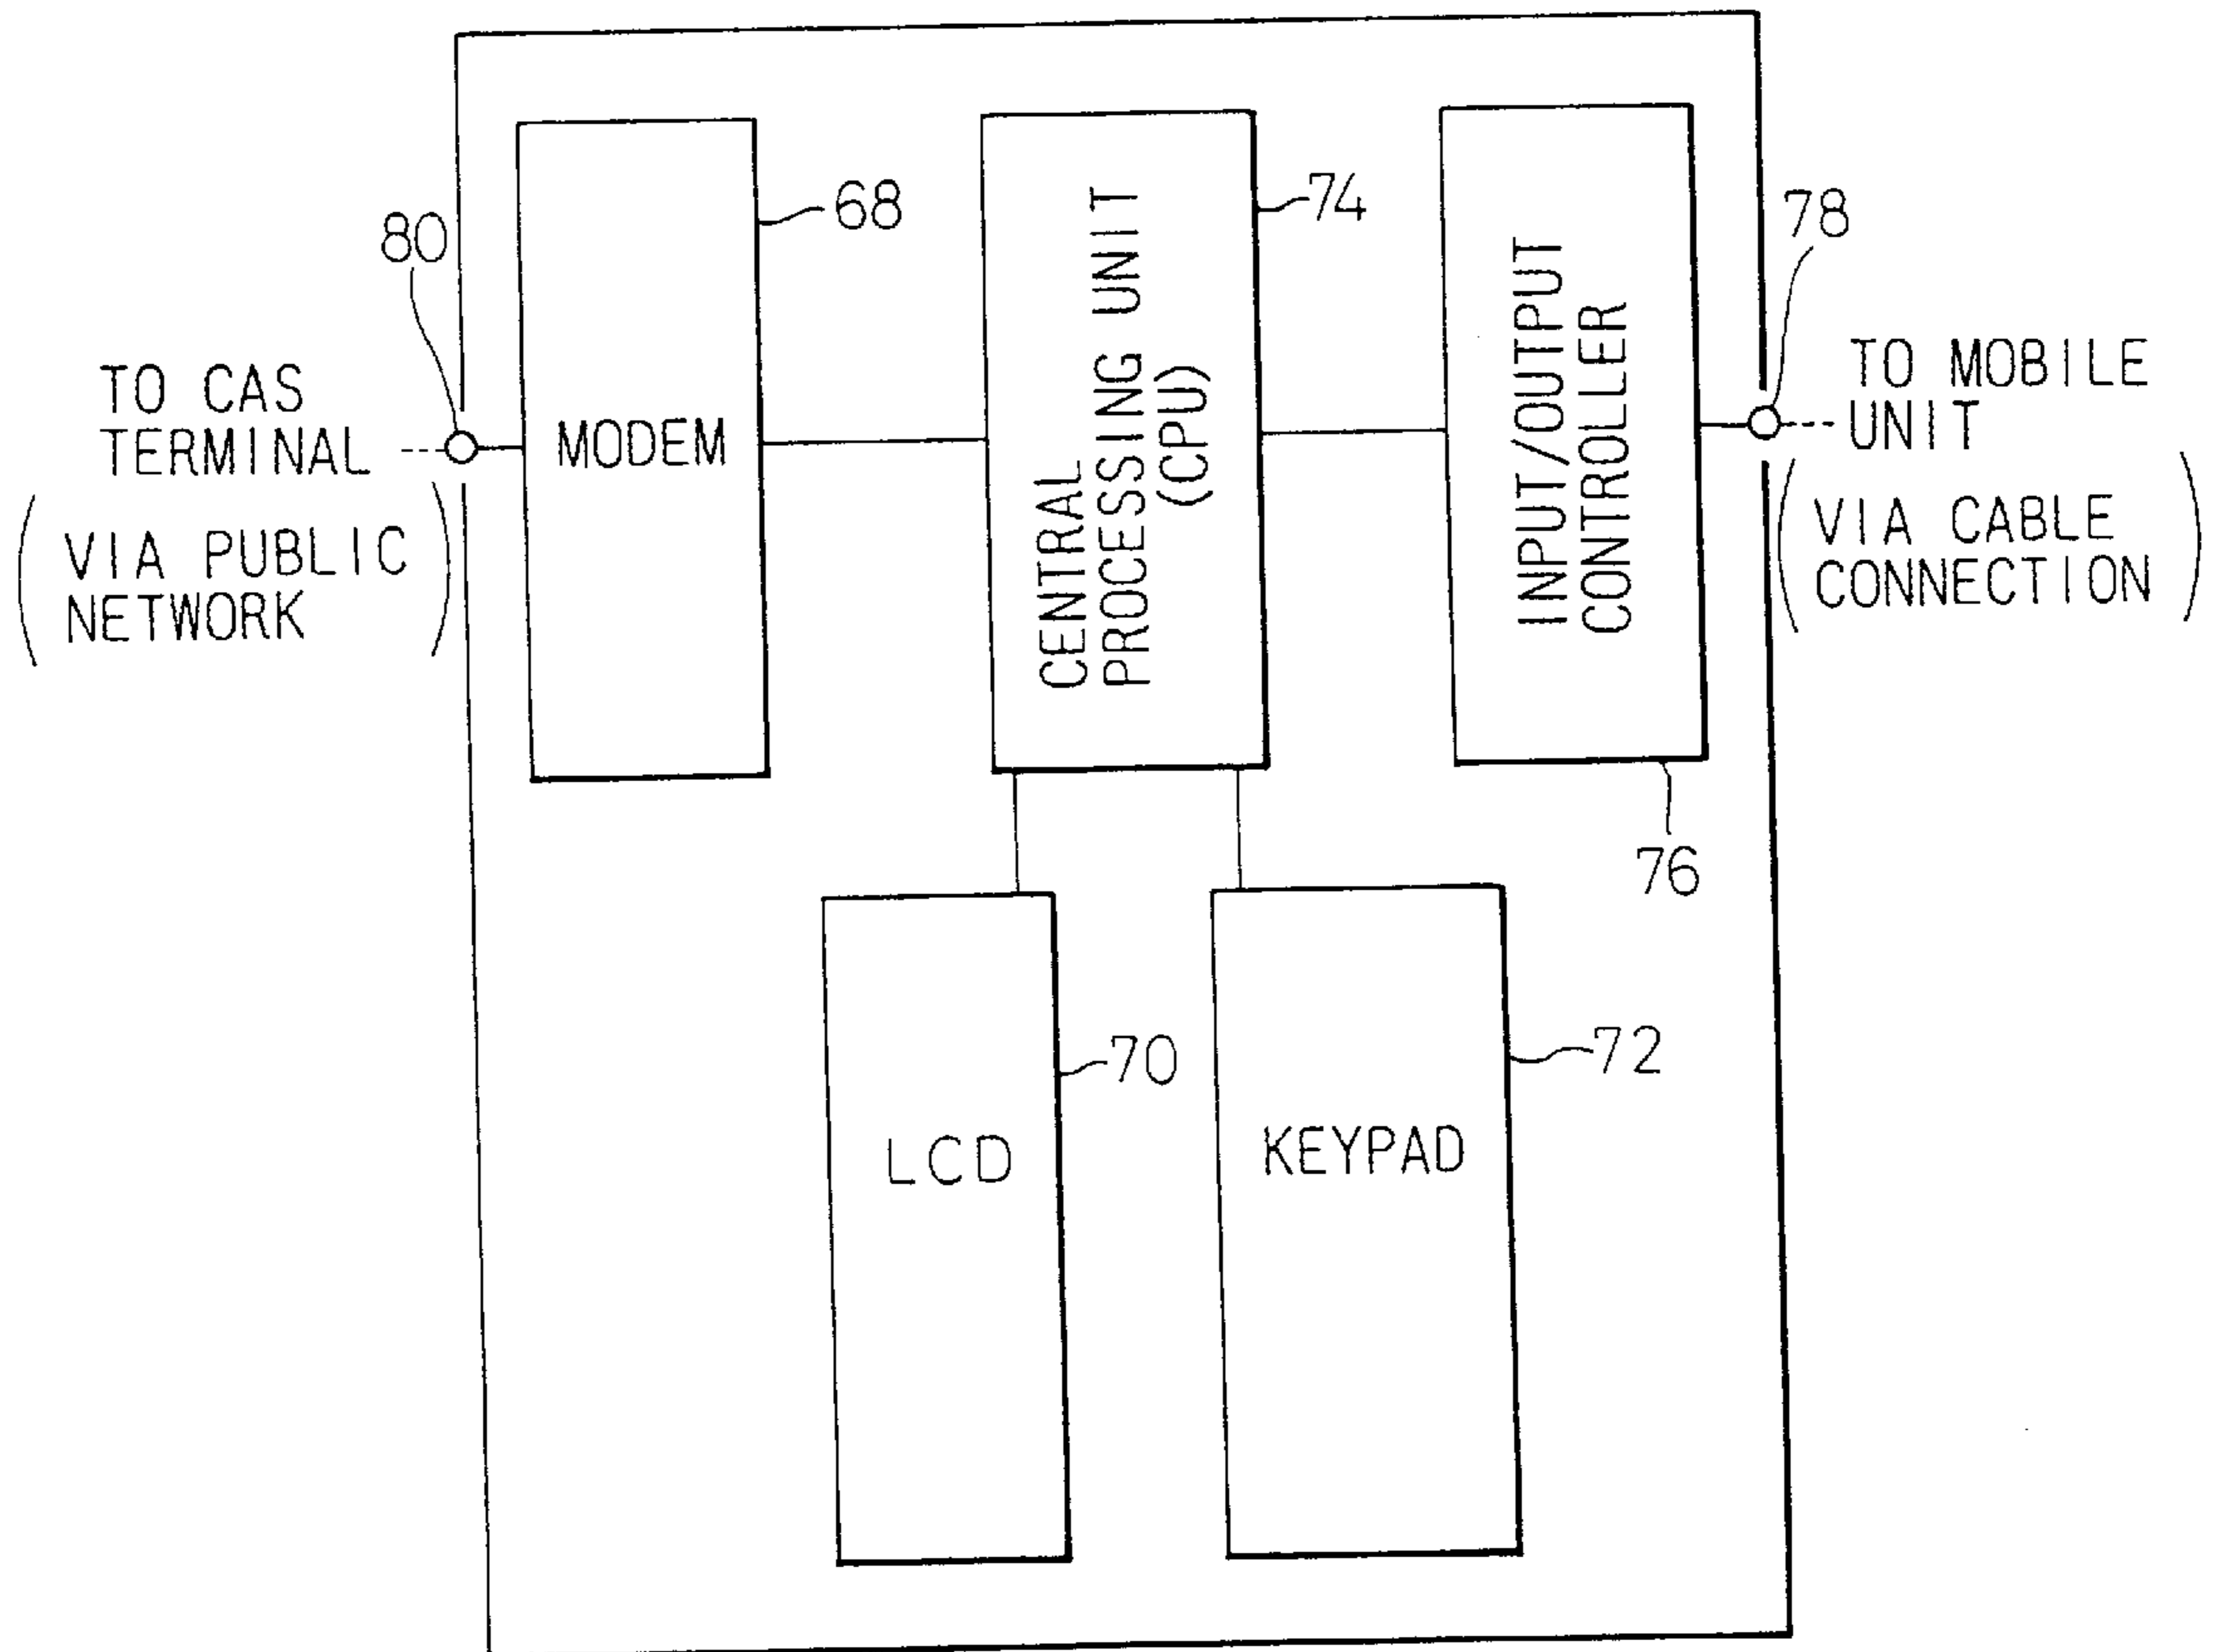 80
68
74
78
TO CAS
TERMINAL
(VIA PUBLIC
NETWORK)
MODEM
CENTRAL
PROCESSING UNIT
(CPU)
INPUT/OUTPUT
CONTROLLER
TO MOBILE
UNIT
(VIA CABLE
CONNECTION)
76
70
72
LCD
KEYPAD